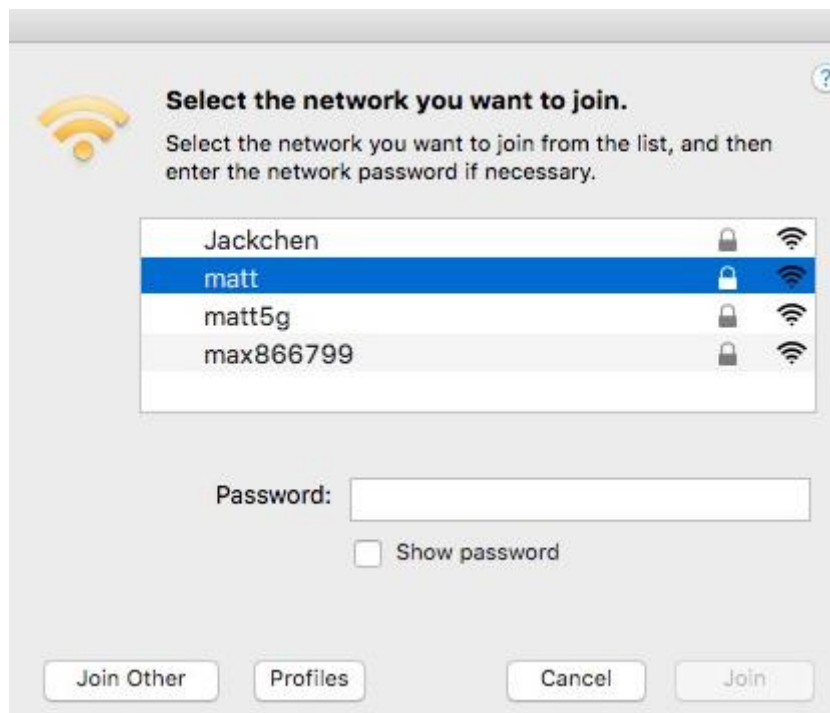 ?
Select the network you want to join.
Select the network you want to join from the list, and then
enter the network password if necessary.
Jackchen
matt
matt5g
max866799
Password:
Show password
Join Other
Profiles
Cancel
Join